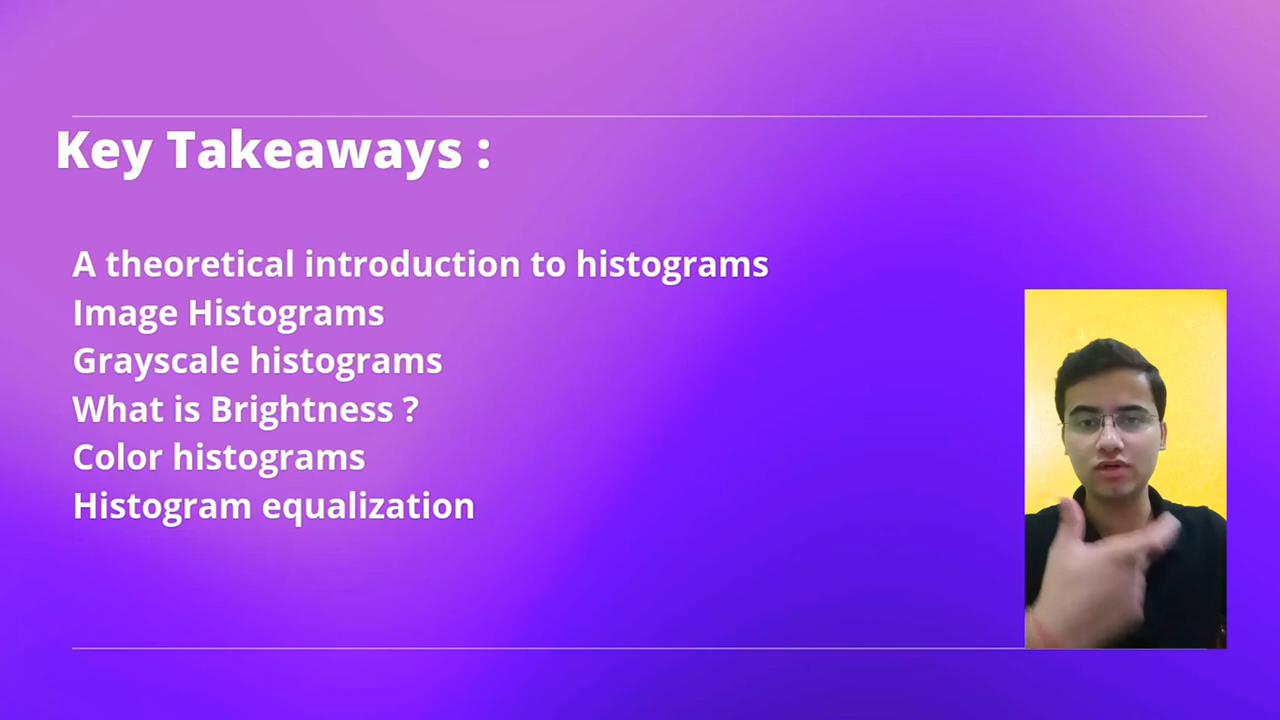 Key Takeaways :
A theoretical introduction to histograms
Image Histograms
Grayscale histograms
What is Brightness ?
Color histograms
Histogram equalization